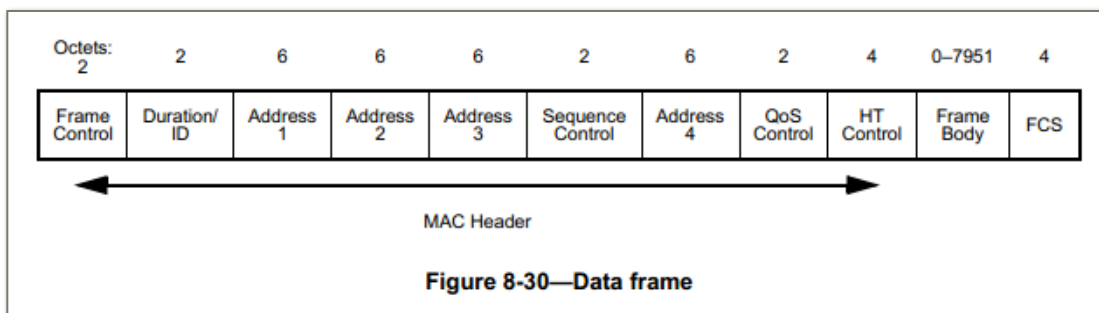 Octets:
2 2 6 6 6 2 6 2 4 0–7951 4
Frame Control Duration/ ID Address 1 Address 2 Address 3 Sequence Control Address 4 QoS Control HT Control Frame Body FCS
MAC Header
Figure 8-30—Data frame